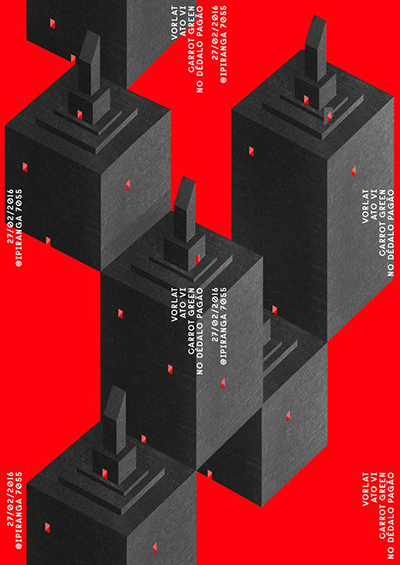 VORLAT
ATO VI
CARROT GREEN
NO DÉDALO PAGÃO
27/02/2016
@IPIRANGA 7055
27/02/2016
@IPIRANGA 7055
VORLAT
ATO VI
CARROT GREEN
NO DÉDALO PAGÃO
VORLAT
ATO VI
CARROT GREEN
NO DÉDALO PAGÃO
27/02/2016
@IPIRANGA 7055
27/02/2016
@IPIRANGA 7055
VORLAT
ATO VI
CARROT GREEN
NO DÉDALO PAGÃO